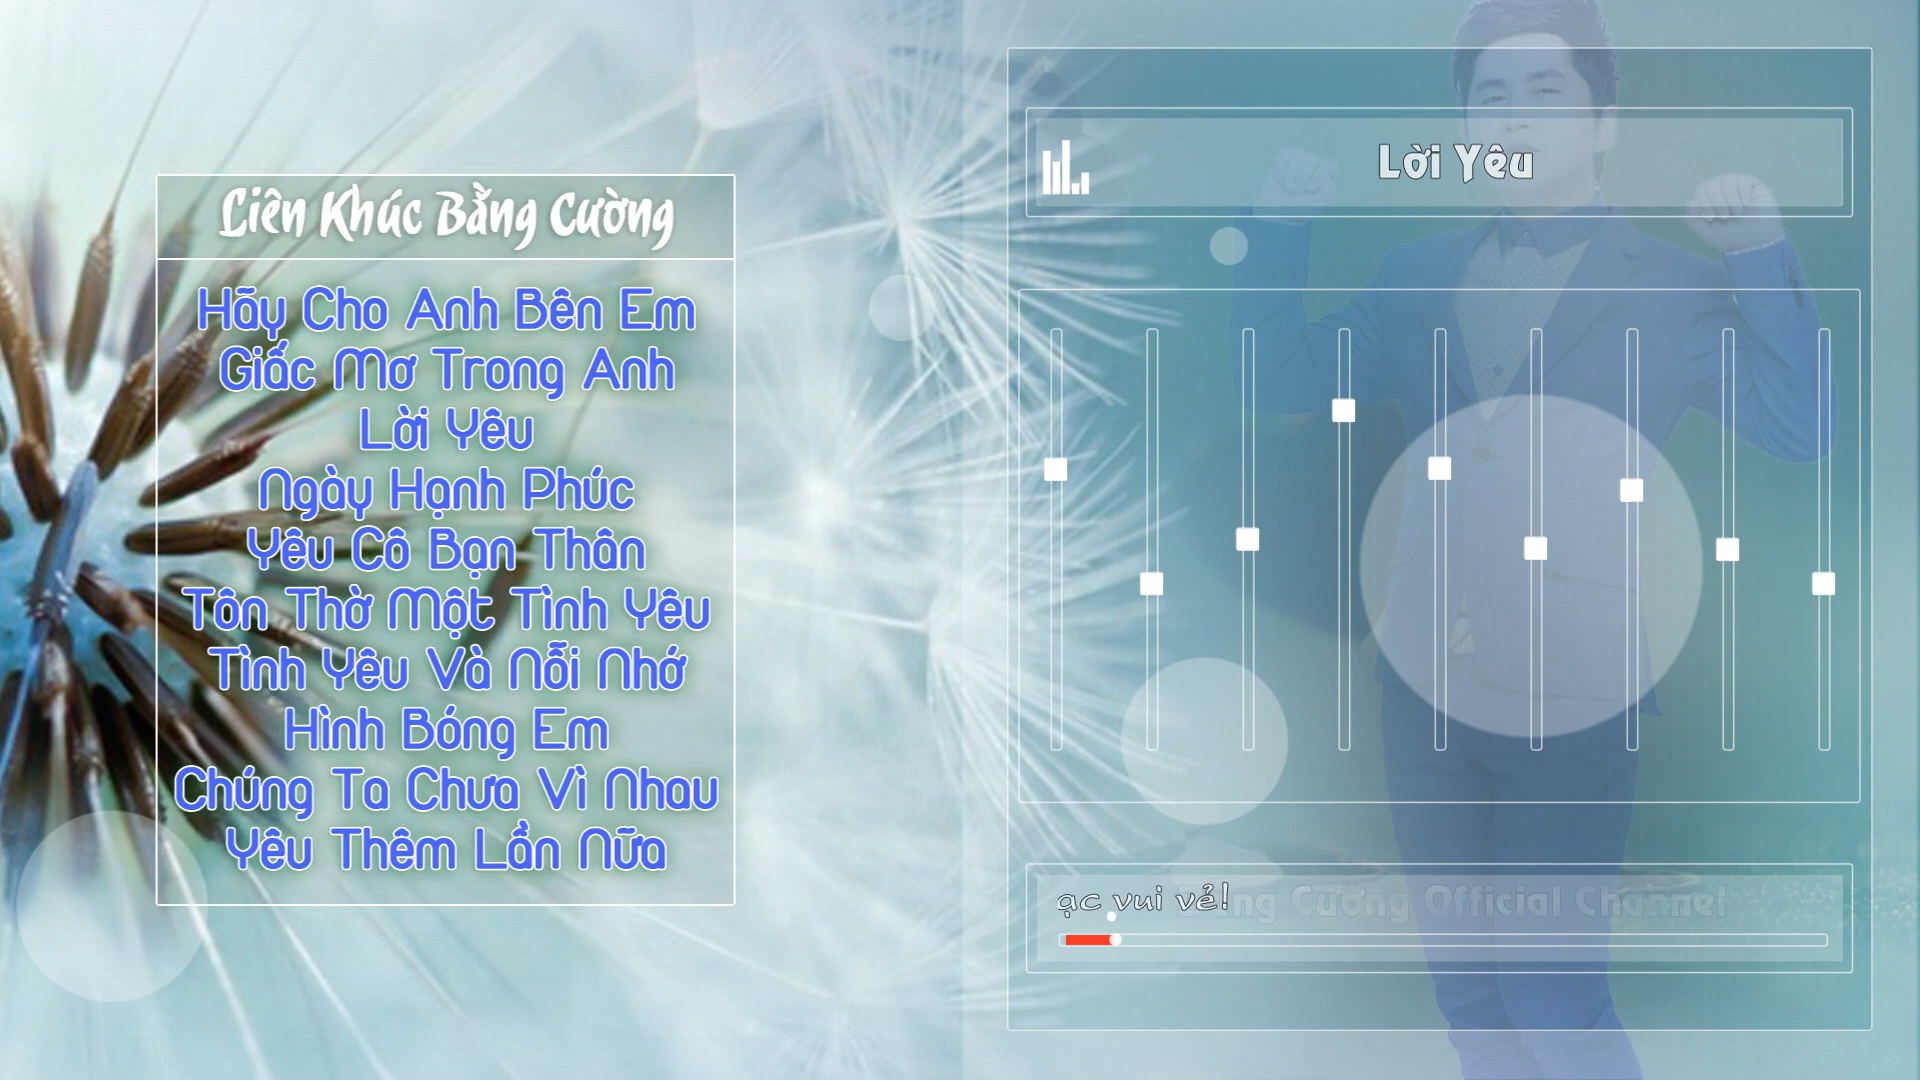 Liên Khúc Bằng Cường
Hãy Cho Anh Bên Em
Giấc Mơ Trong Anh
Lời Yêu
Ngày Hạnh Phúc
Yêu Cô Bạn Thân
Tôn Thờ Một Tình Yêu
Tình Yêu Và Nỗi Nhớ
Hình Bóng Em
Chúng Ta Chưa Vì Nhau
Yêu Thêm Lần Nữa
Lời Yêu
ạc vui vẻ!
Bằng Cường Official Channel